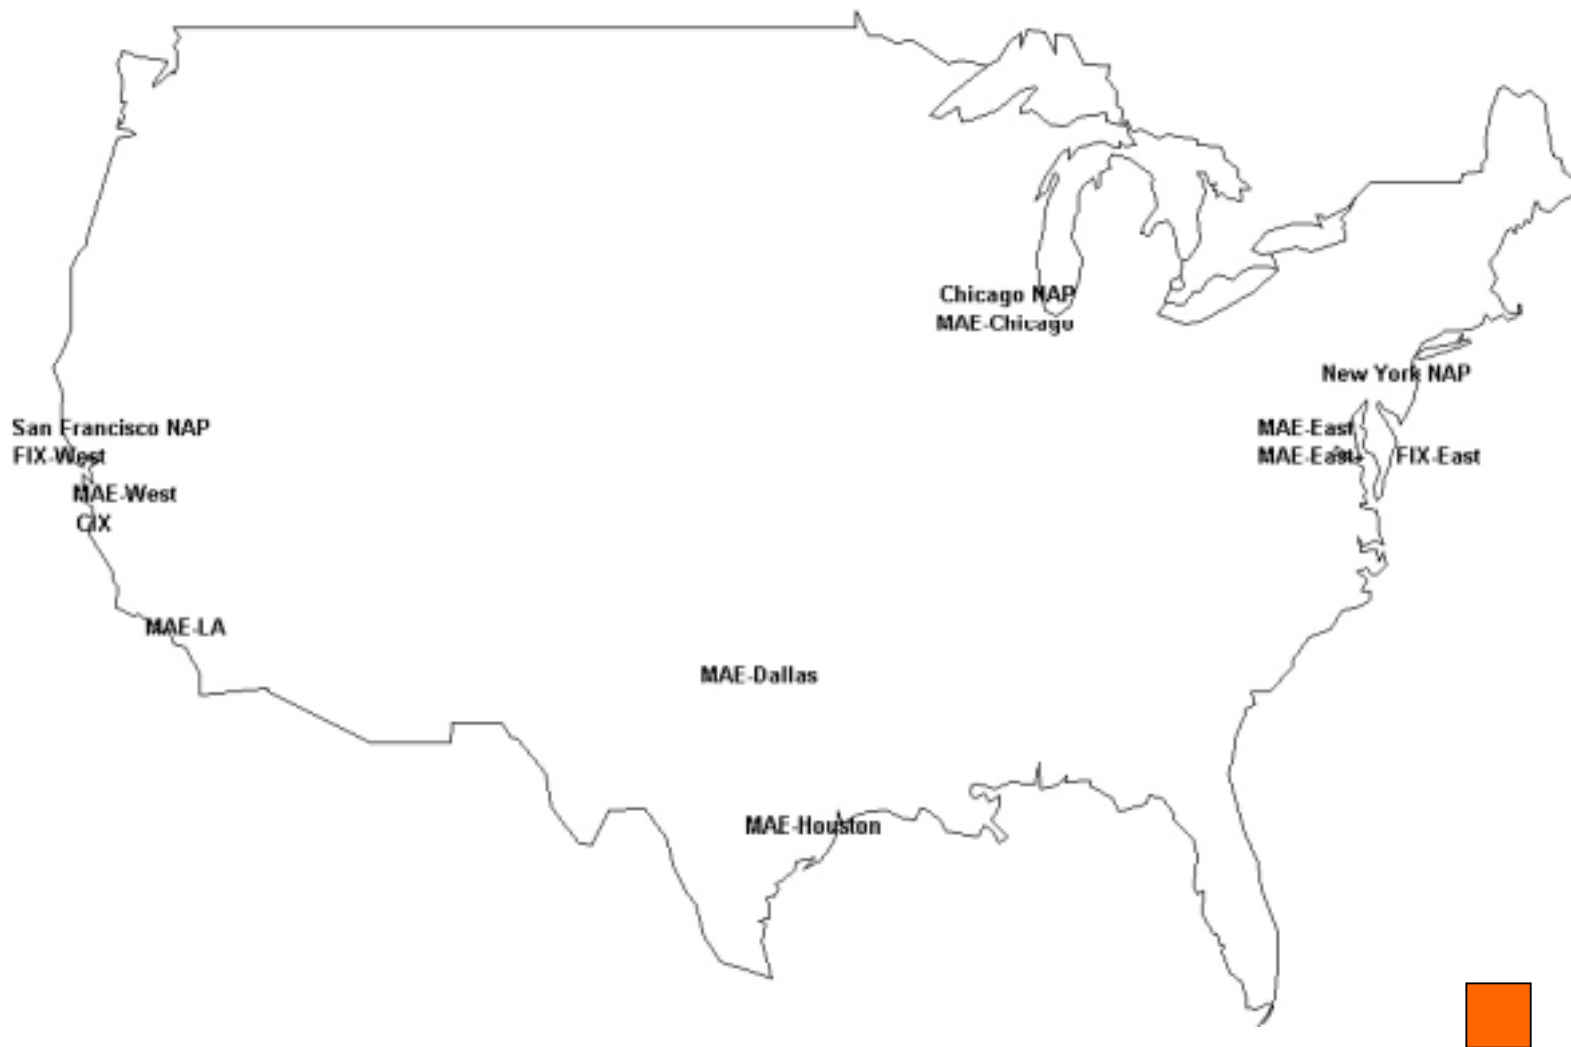 Chicago NAP
MAE-Chicago
New York NAP
San Francisco NAP
FIX-West
MAE-West
CIX
MAE-East
MAE-East+
FIX-East
MAE-LA
MAE-Dallas
MAE-Houston